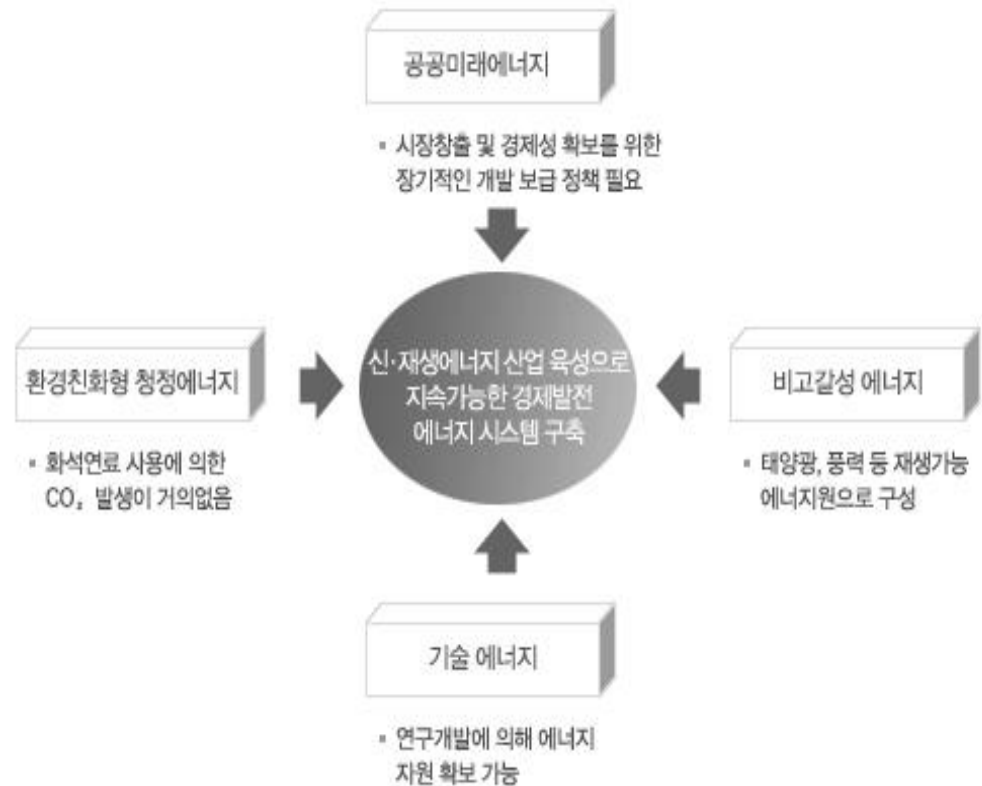 공공미래에너지
▪ 시장창출 및 경제성 확보를 위한
장기적인 개발 보급 정책 필요
환경친화형 청정에너지
▪ 화석연료 사용에 의한
CO₂ 발생이 거의없음
신·재생에너지 산업 육성으로
지속가능한 경제발전
에너지 시스템 구축
비고갈성 에너지
▪ 태양광, 풍력 등 재생가능
에너지원으로 구성
기술 에너지
▪ 연구개발에 의해 에너지
자원 확보 가능